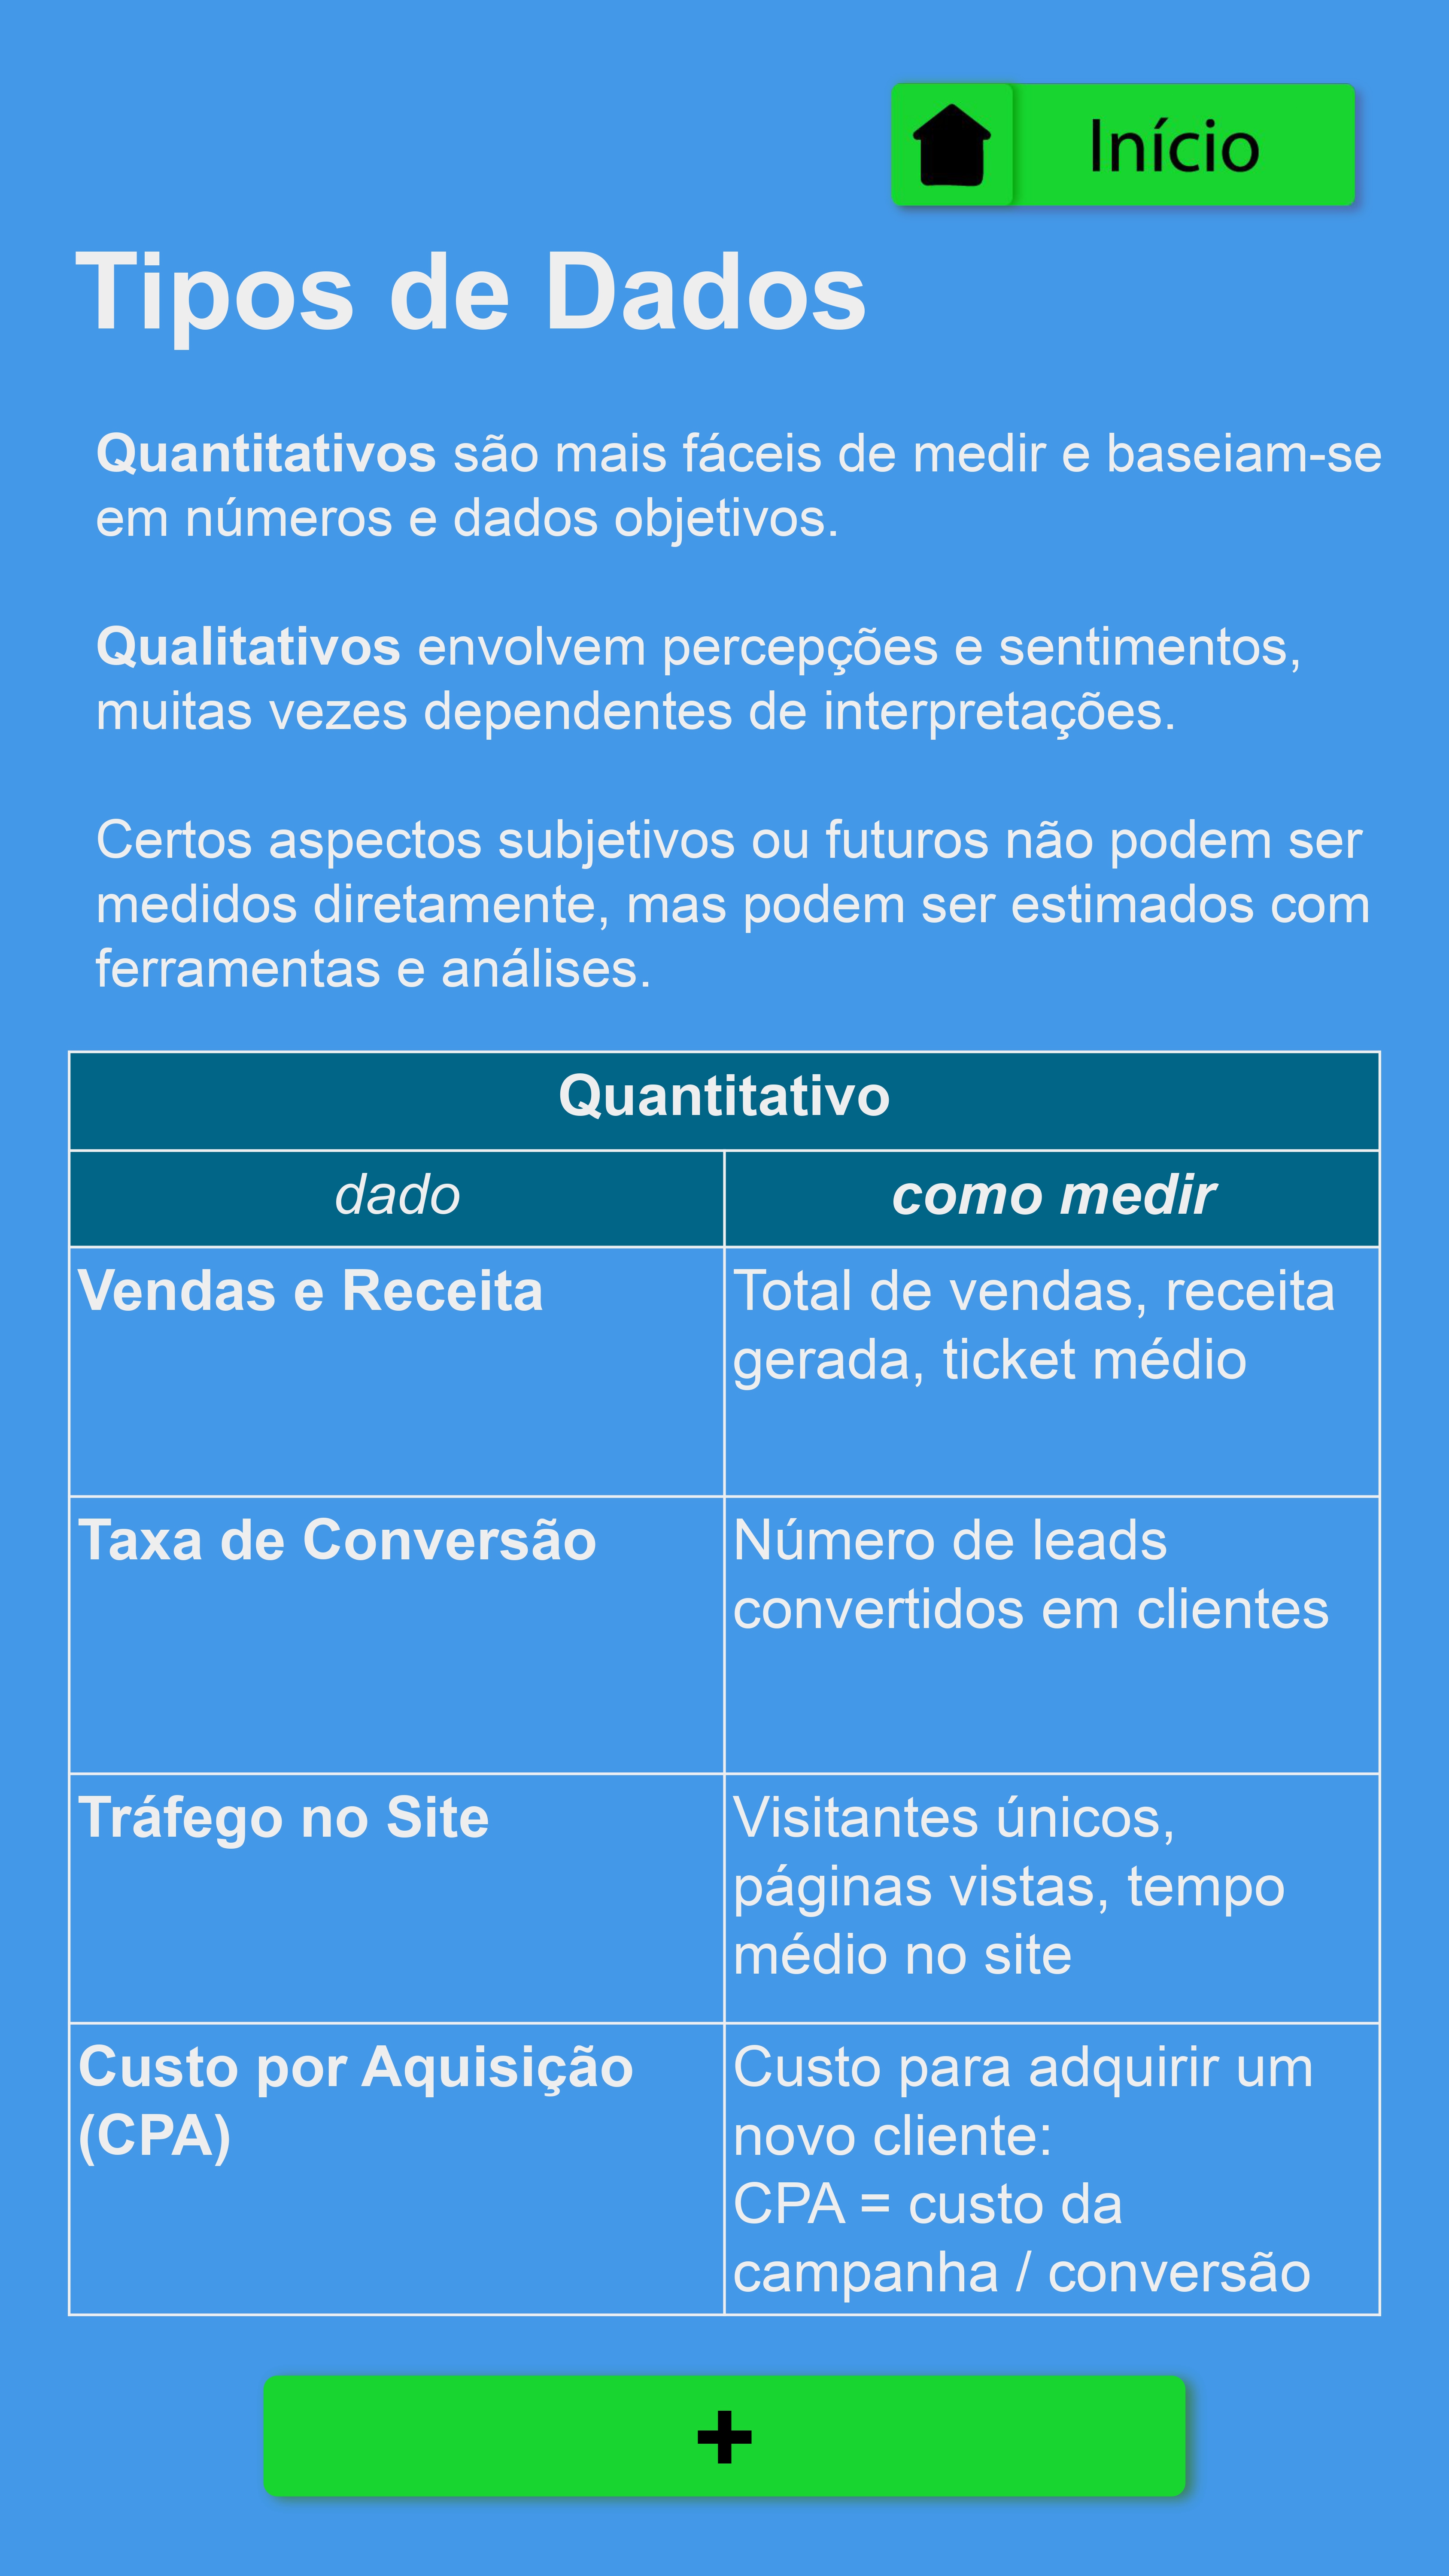 Início
Tipos de Dados
Quantitativos são mais fáceis de medir e baseiam-se
em números e dados objetivos.
Qualitativos envolvem percepções e sentimentos,
muitas vezes dependentes de interpretações.
Certos aspectos subjetivos ou futuros não podem ser
medidos diretamente, mas podem ser estimados com
ferramentas e análises.
Quantitativo
dado
como medir
Vendas e Receita
Total de vendas, receita
gerada, ticket médio
Taxa de Conversão
Número de leads
convertidos em clientes
Tráfego no Site
Visitantes únicos,
páginas vistas, tempo
médio no site
Custo por Aquisição
(CPA)
Custo para adquirir um
novo cliente:
CPA = custo da
campanha / conversão
+